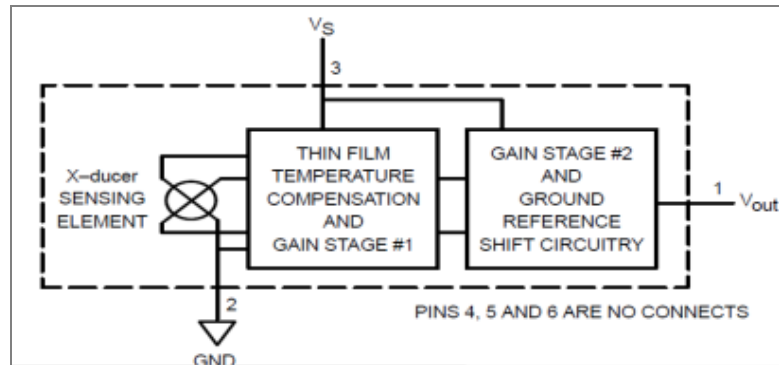 VS
3
X–ducer
SENSING
ELEMENT
THIN FILM
TEMPERATURE
COMPENSATION
AND
GAIN STAGE #1
GAIN STAGE #2
AND
GROUND
REFERENCE
SHIFT CIRCUITRY
1
Vout
2
PINS 4, 5 AND 6 ARE NO CONNECTS
GND